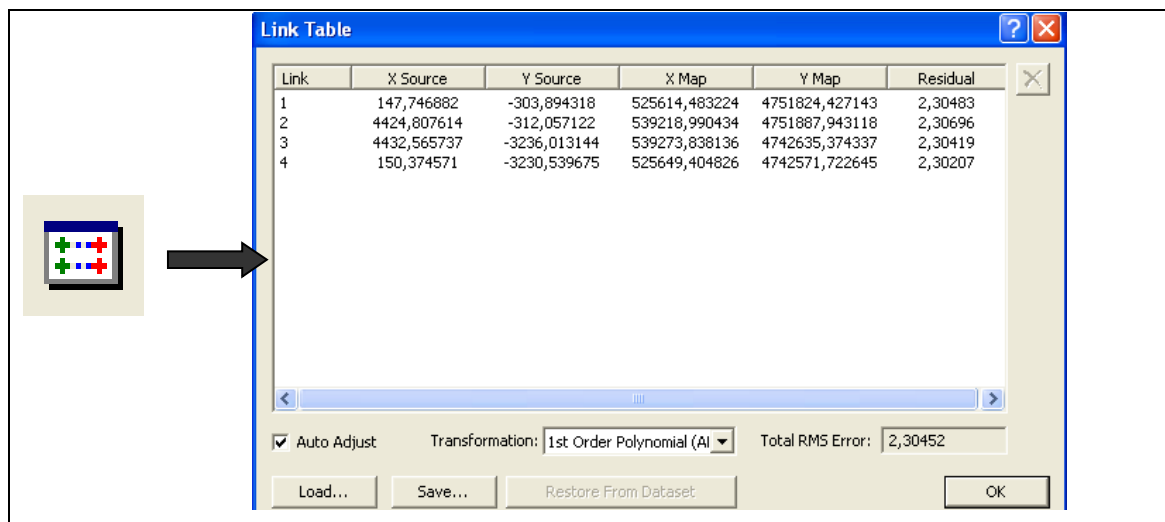 Link Table
Link X Source Y Source X Map Y Map Residual
1 147,746882 -303,894318 525614,483224 4751824,427143 2,30483
2 4424,807614 -312,057122 539218,990434 4751887,943118 2,30696
3 4432,565737 -3236,013144 539273,838136 4742635,374337 2,30419
4 150,374571 -3230,539675 525649,404826 4742571,722645 2,30207
Auto Adjust Transformation: 1st Order Polynomial (Al Total RMS Error: 2,30452
Load... Save... Restore From Dataset OK